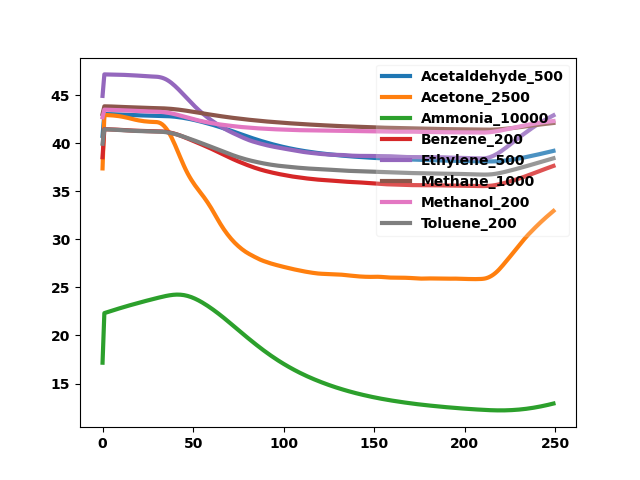 45
40
35
30
25
20
15
0 50 100 150 200 250
Acetaldehyde_500
Acetone_2500
Ammonia_10000
Benzene_200
Ethylene_500
Methane_1000
Methanol_200
Toluene_200